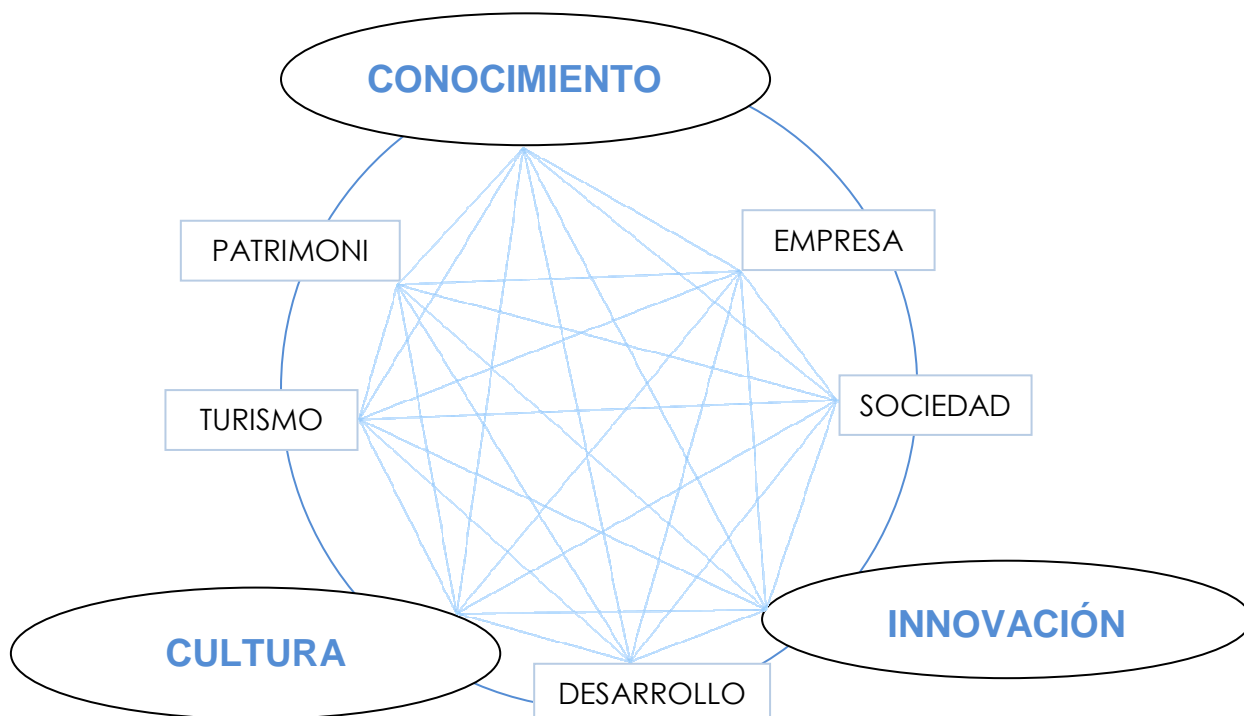 CONOCIMIENTO
PATRIMONI
EMPRESA
TURISMO
SOCIEDAD
CULTURA
INNOVACIÓN
DESARROLLO